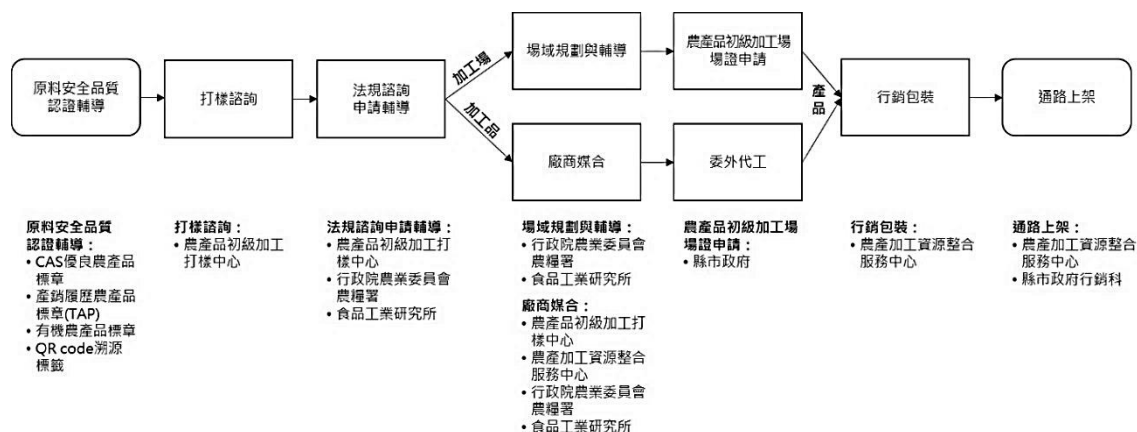 原料安全品質
認證輔導
打樣諮詢
法規諮詢
申請輔導
加工場
加工品
場域規劃與輔導
農產品初級加工場
場證申請
廠商媒合
委外代工
產品
行銷包裝
通路上架
原料安全品質
認證輔導：
• CAS優良農產品
標章
• 產銷履歷農產品
標章(TAP)
• 有機農產品標章
• QR code溯源
標籤
打樣諮詢：
• 農產品初級加工
打樣中心
法規諮詢申請輔導：
• 農產品初級加工打
樣中心
• 行政院農業委員會
農糧署
• 食品工業研究所
場域規劃與輔導：
• 行政院農業委員會
農糧署
• 食品工業研究所
廠商媒合：
• 農產品初級加工打
樣中心
• 農產加工資源整合
服務中心
• 行政院農業委員會
農糧署
• 食品工業研究所
農產品初級加工場
場證申請：
• 縣市政府
行銷包裝：
• 農產加工資源整合
服務中心
通路上架：
• 農產加工資源整合
服務中心
• 縣市政府行銷科